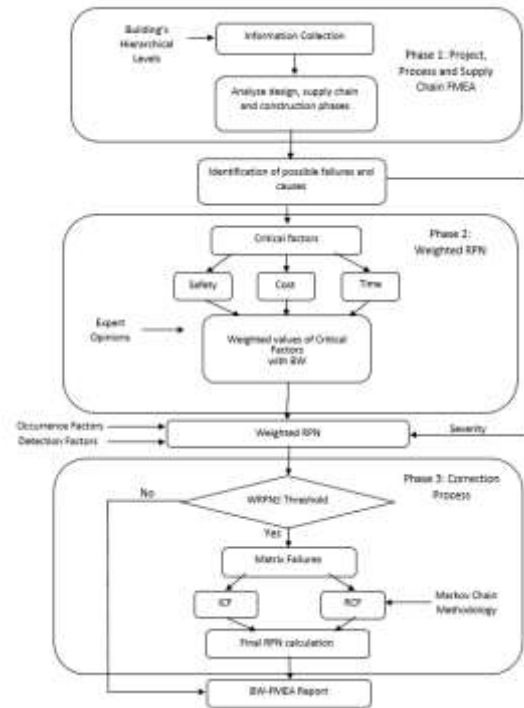 Building's
Hierarchical
Levels
Information Collection
Phase 1: Project,
Process and Supply
Chain FMEA
Analyze design, supply chain
and construction phases
Identification of possible failures and
causes
Phase 2:
Weighted RPN
Critical factors
Safety
Cost
Time
Expert
Opinions
Weighted values of Critical
Factors
with BW
Occurrence Factors
Detection Factors
Weighted RPN
Severity
Phase 3: Correction
Process
No
WRPN≥ Threshold
Yes
Matrix Failures
ICF
RCF
Markov Chain
Methodology
Final RPN calculation
BW-FMEA Report